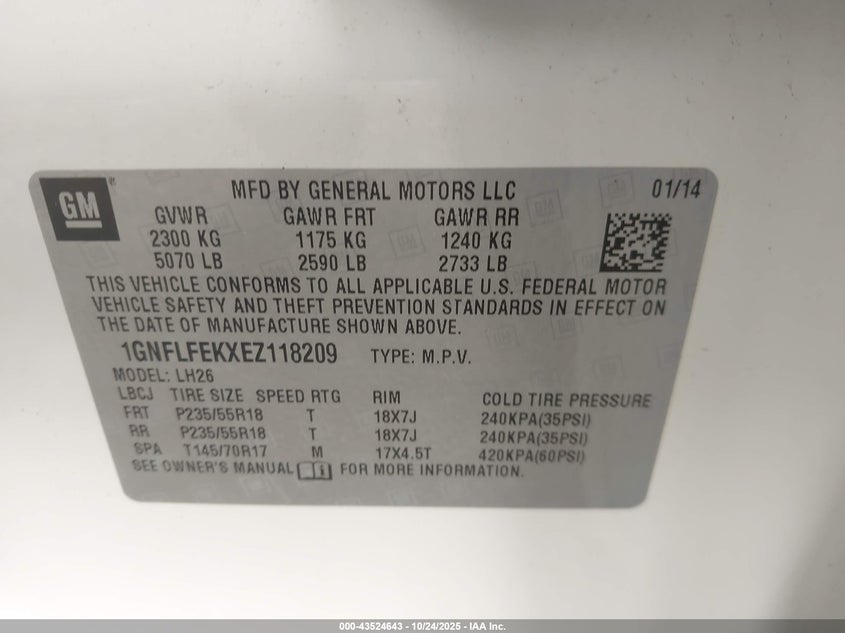 GM ®
MFD BY GENERAL MOTORS LLC 01/14
GVWR GAWR FRT GAWR RR
2300 KG 1175 KG 1240 KG
5070 LB 2590 LB 2733 LB
THIS VEHICLE CONFORMS TO ALL APPLICABLE U.S. FEDERAL MOTOR
VEHICLE SAFETY AND THEFT PREVENTION STANDARDS IN EFFECT ON
THE DATE OF MANUFACTURE SHOWN ABOVE.
1GNFLFEKXEZ118209 TYPE: M.P.V.
MODEL: LH26
LBCJ TIRE SIZE SPEED RTG RIM COLD TIRE PRESSURE
FRT P235/55R18 T 18X7J 240KPA(35PSI)
RR P235/55R18 T 18X7J 240KPA(35PSI)
SPA T145/70R17 M 17X4.5T 420KPA(60PSI)
SEE OWNER'S MANUAL FOR MORE INFORMATION.
000-43524643 - 10/24/2025 - IAA Inc.